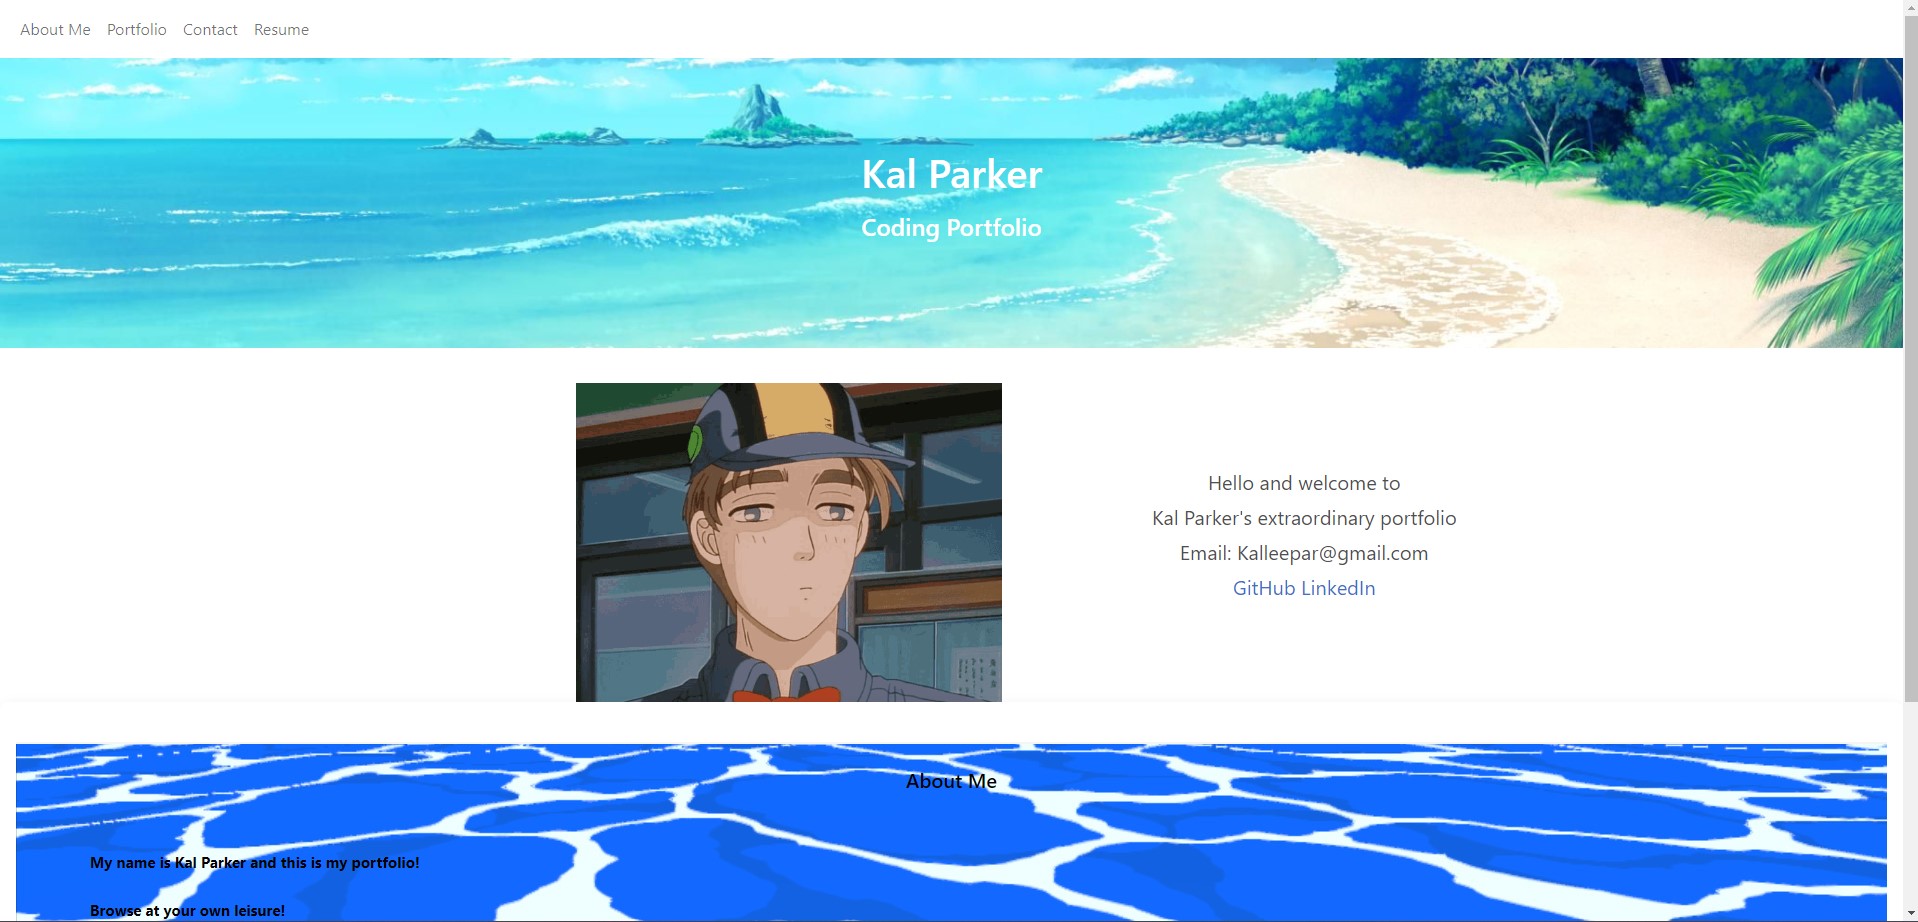 About Me Portfolio Contact Resume
Kal Parker
Coding Portfolio
Hello and welcome to
Kal Parker's extraordinary portfolio
Email: Kalleepar@gmail.com
GitHub LinkedIn
About Me
My name is Kal Parker and this is my portfolio!
Browse at your own leisure!